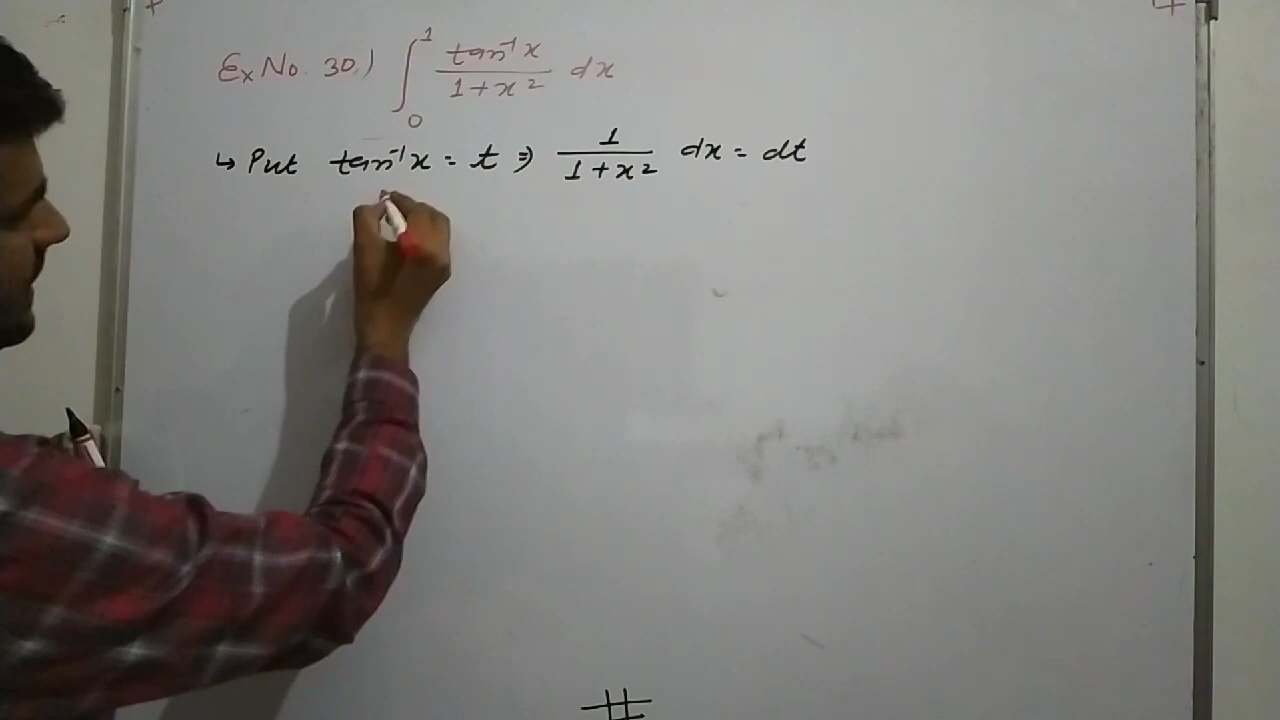 Ex No. 30.) ∫₀¹ tan⁻¹x / 1+x² dx
↳ Put tan⁻¹x = t ⇒ 1 / 1+x² dx = dt